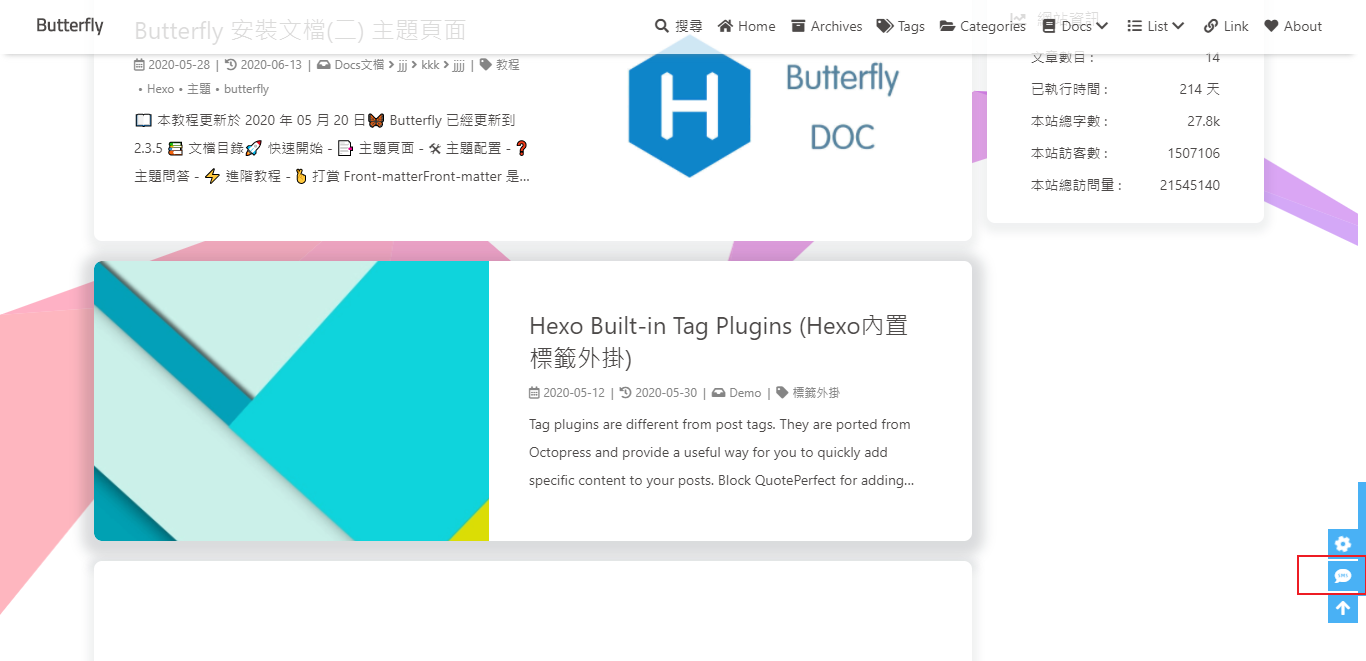 Butterfly
搜尋 Home Archives Tags Categories Docs List Link About
Butterfly 安裝文檔(二) 主題頁面
2020-05-28 | 2020-06-13 | Docs文檔 > jjj > kkk > jjjj | 教程
• Hexo • 主題 • butterfly
📖 本教程更新於 2020 年 05 月 20 日🦋 Butterfly 已經更新到
2.3.5 📚 文檔目錄🚀 快速開始 - 📑 主題頁面 - 🛠 主題配置 - ❓
主題問答 - ⚡️ 進階教程 - 🫰 打賞 Front-matterFront-matter 是...
Butterfly
DOC
網站資訊
文章數目 : 14
已執行時間 : 214 天
本站總字數 : 27.8k
本站訪客數 : 1507106
本站總訪問量 : 21545140
Hexo Built-in Tag Plugins (Hexo內置
標籤外掛)
2020-05-12 | 2020-05-30 | Demo | 標籤外掛
Tag plugins are different from post tags. They are ported from
Octopress and provide a useful way for you to quickly add
specific content to your posts. Block QuotePerfect for adding...